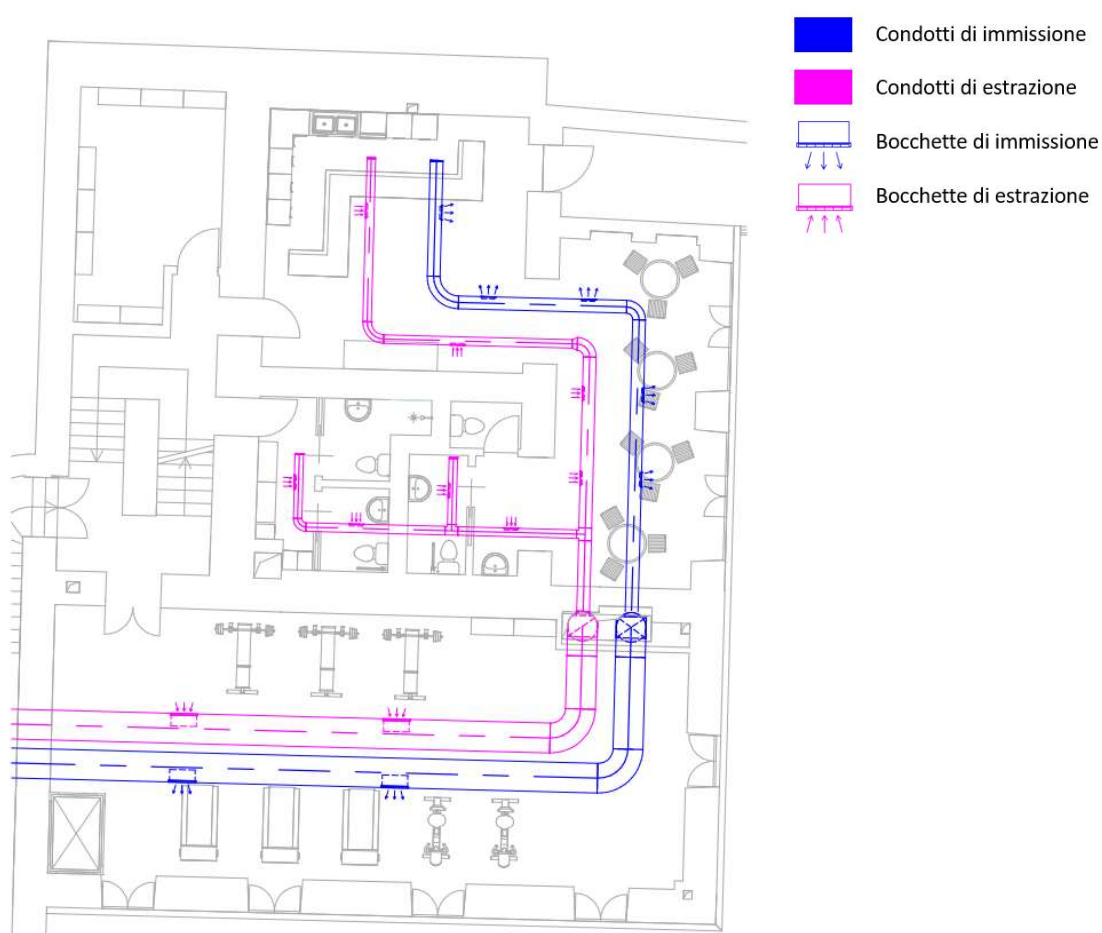 Condotti di immissione
Condotti di estrazione
Bocchette di immissione
Bocchette di estrazione